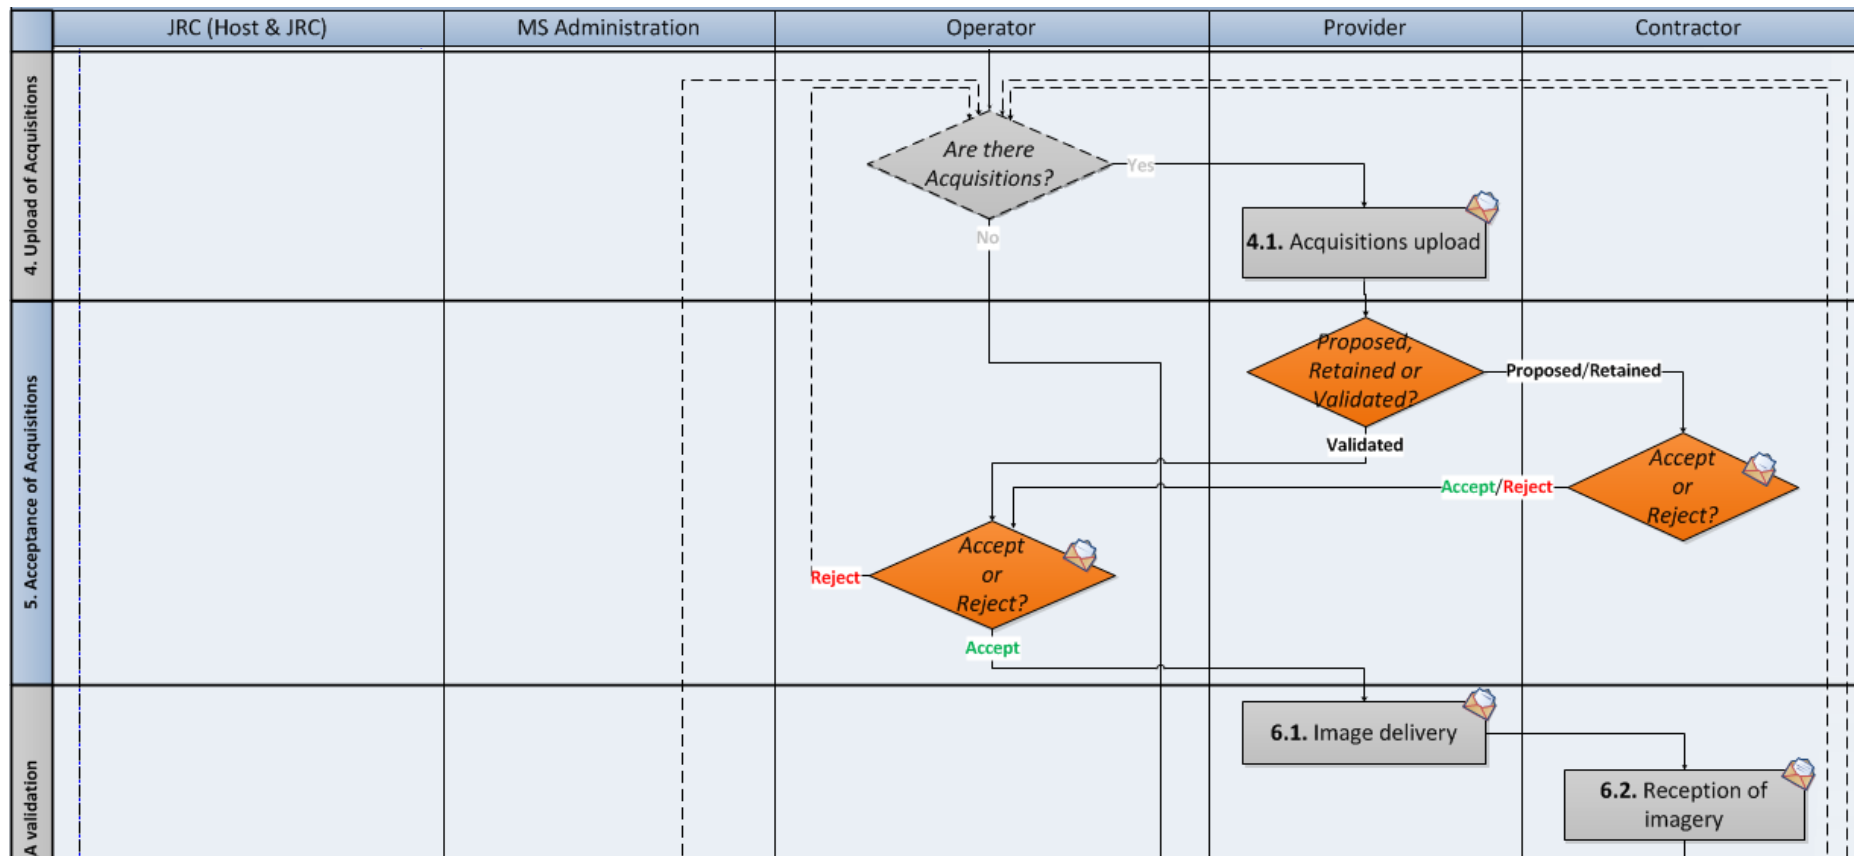 JRC (Host & JRC)
MS Administration
Operator
Provider
Contractor
4. Upload of Acquisitions
Are there
Acquisitions?
Yes
No
4.1. Acquisitions upload
5. Acceptance of Acquisitions
Proposed,
Retained or
Validated?
Proposed/Retained
Validated
Accept
or
Reject?
Accept/Reject
Accept
or
Reject?
Reject
Accept
A validation
6.1. Image delivery
6.2. Reception of
imagery